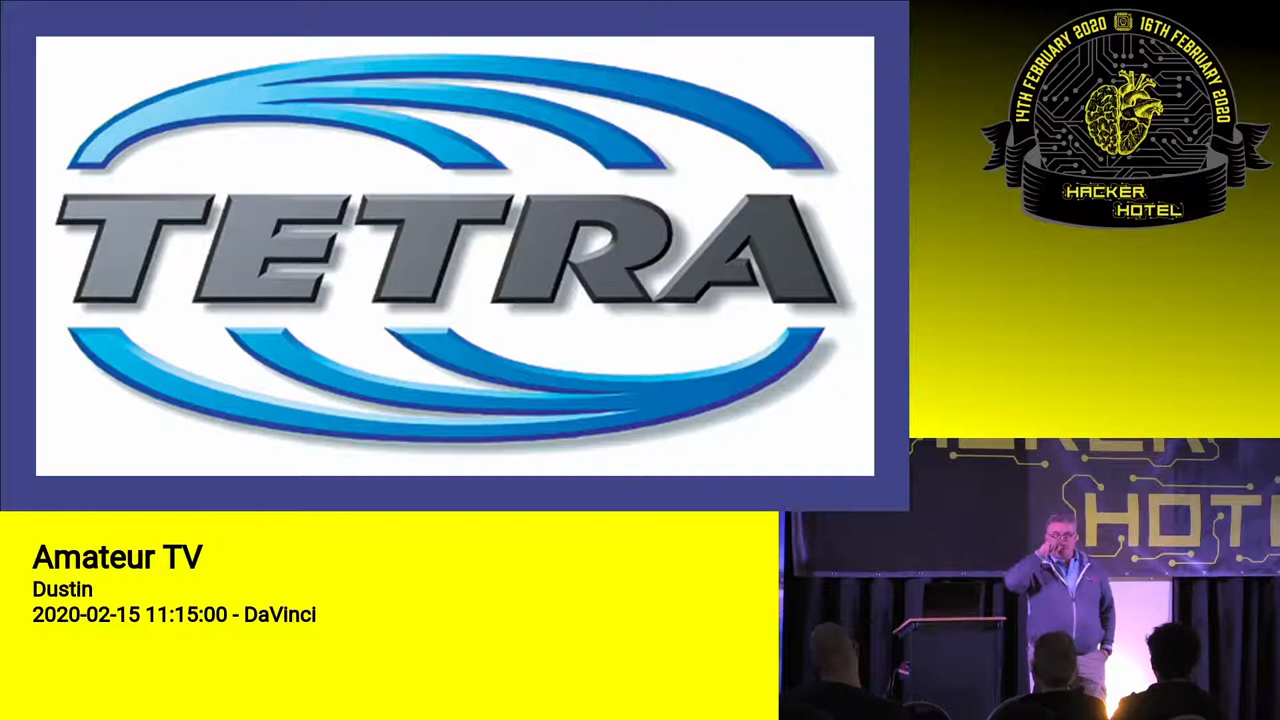 TETRA
14TH FEBRUARY 2020 16TH FEBRUARY 2020
HACKER
HOTEL
Amateur TV
Dustin
2020-02-15 11:15:00 - DaVinci